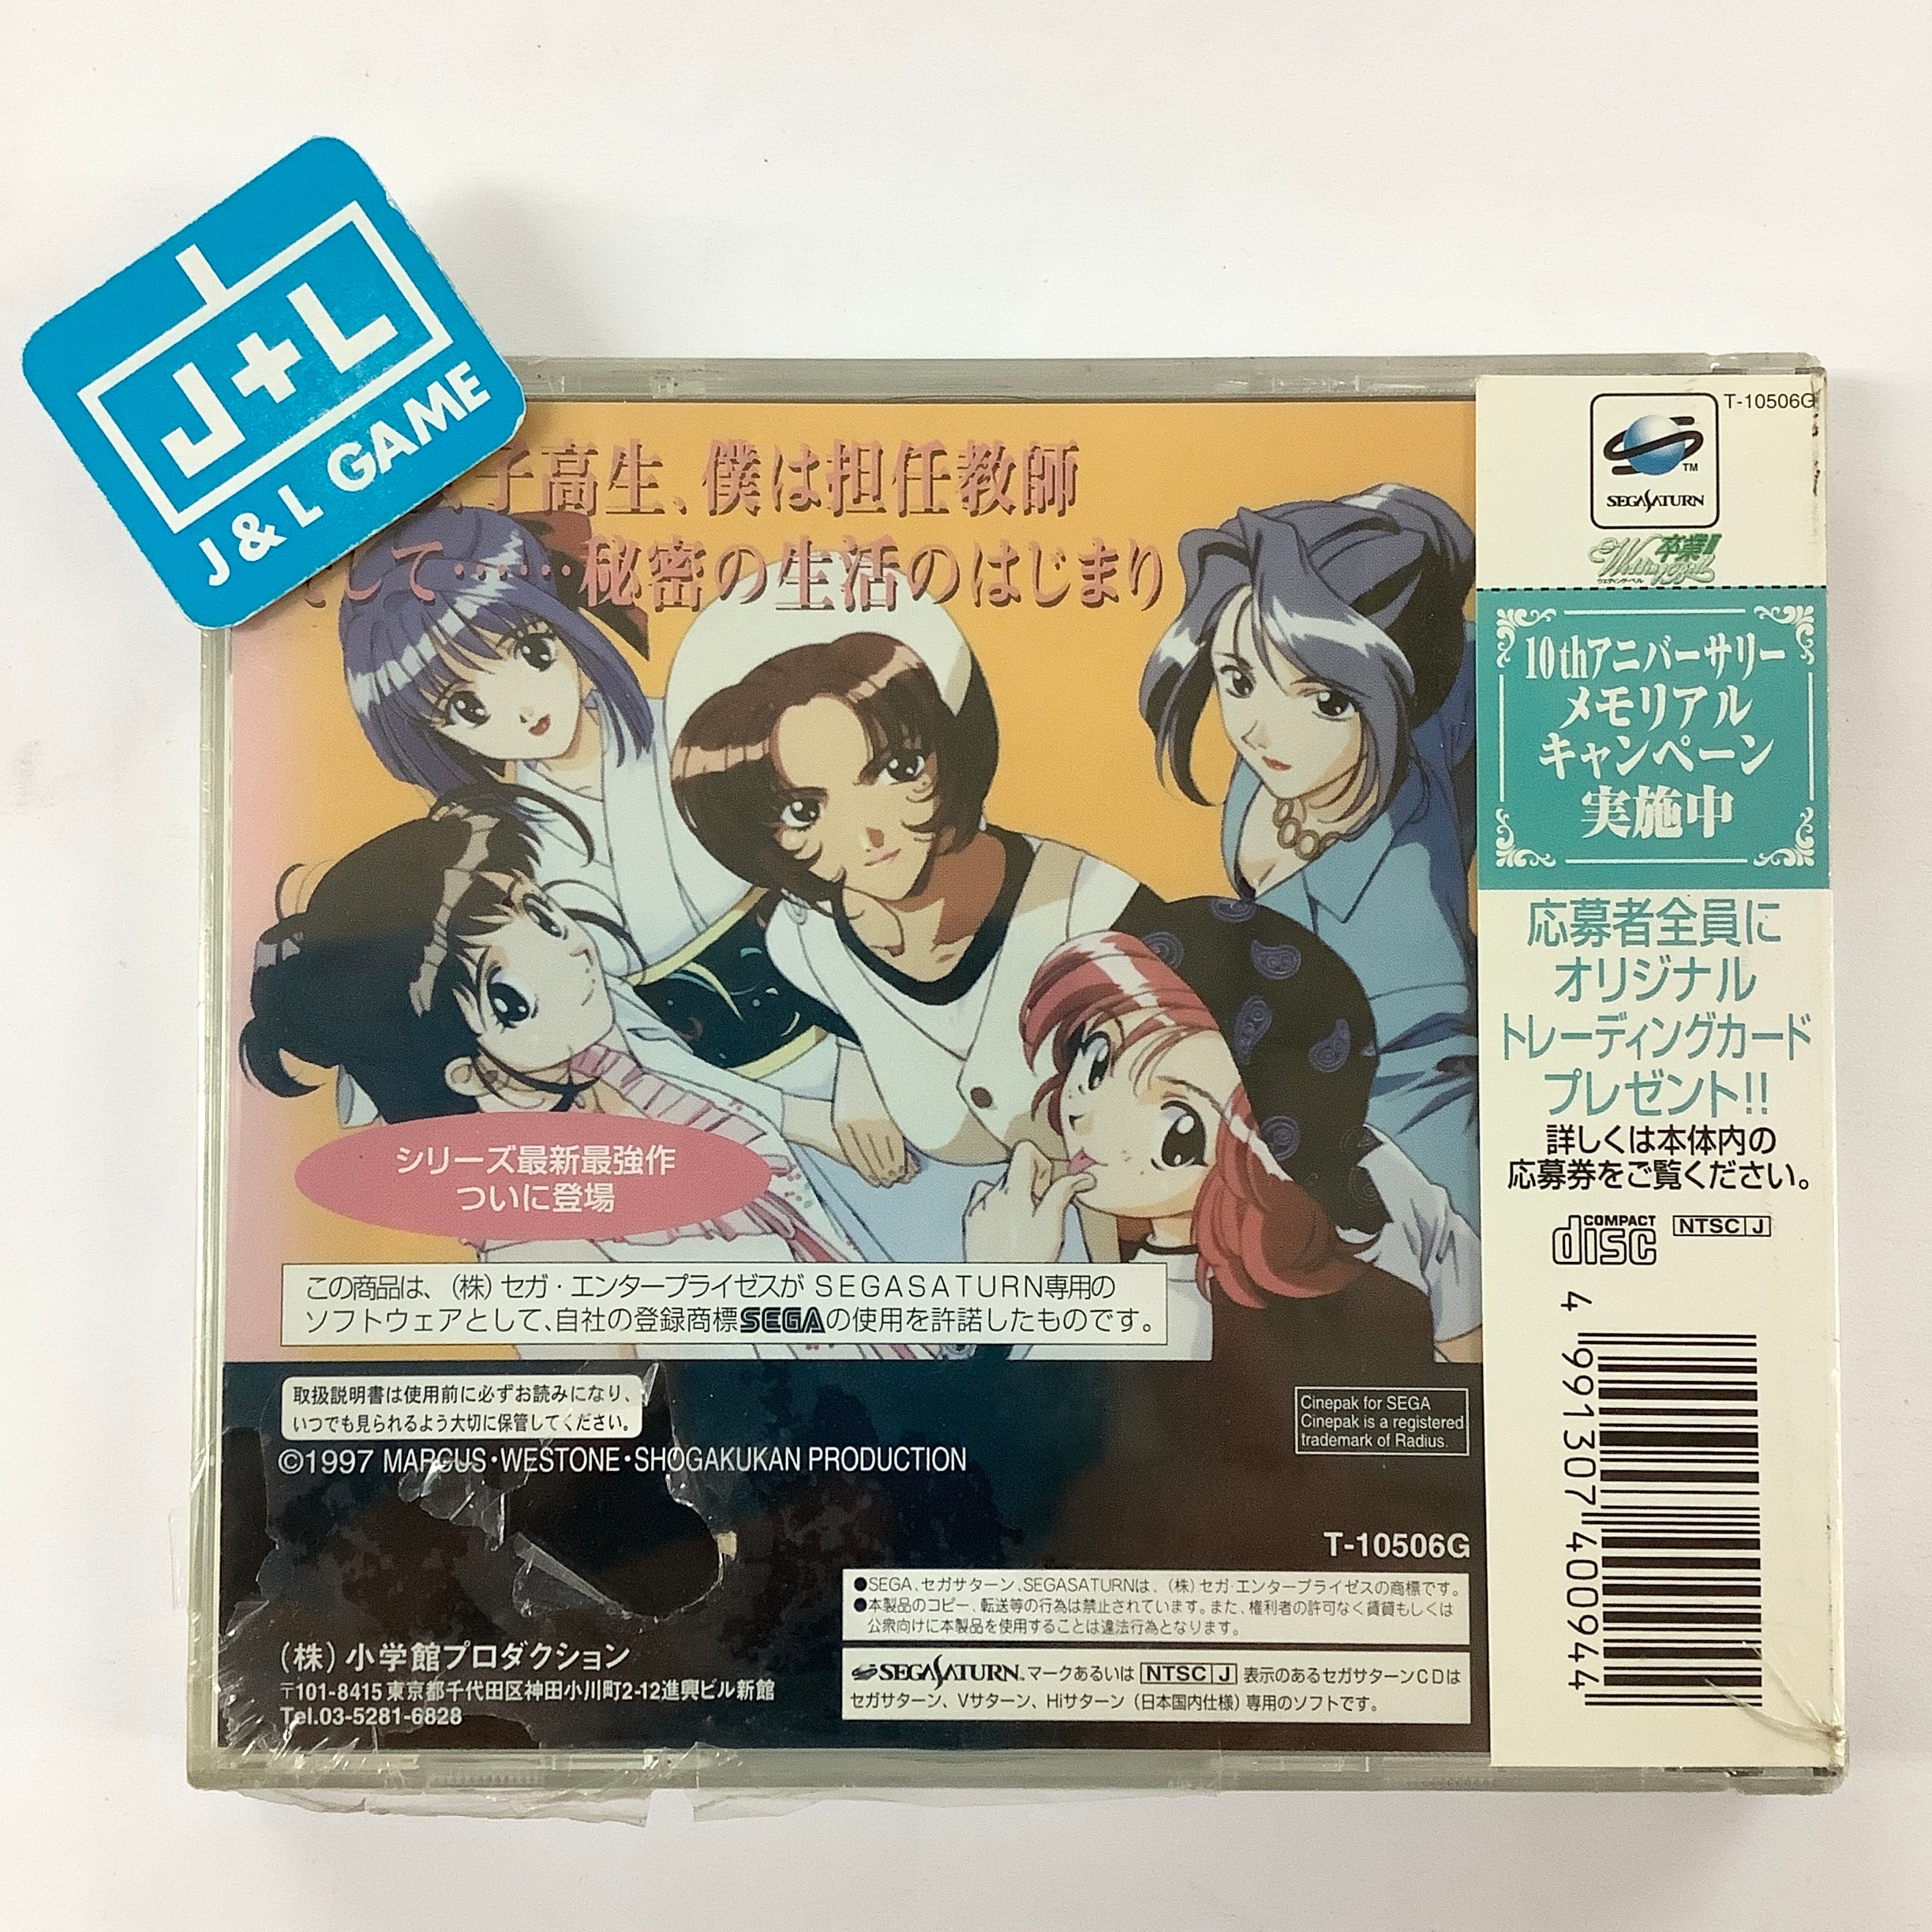 J+L
J & L GAME
子高生、僕は担任教師
して……秘密の生活のはじまり
シリーズ最新最強作
ついに登場
この商品は、(株)セガ・エンタープライゼスが SEGASATURN専用の
ソフトウェアとして、自社の登録商標SEGAの使用を許諾したものです。
取扱説明書は使用前に必ずお読みになり、
いつでも見られるよう大切に保管してください。
©1997 MARCUS・WESTONE・SHOGAKUKAN PRODUCTION
Cinepak for SEGA
Cinepak is a registered
trademark of Radius.
T-10506G
●SEGA、セガサターン、SEGASATURNは、(株)セガ・エンタープライゼスの商標です。
●本製品のコピー、転送等の行為は禁止されています。また、権利者の許可なく賃貸もしくは
公衆向けに本製品を使用することは違法行為となります。
SEGASATURN™マークあるいは NTSC J 表示のあるセガサターンCDは
セガサターン、Vサターン、Hiサターン(日本国内仕様)専用のソフトです。
(株)小学館プロダクション
〒101-8415 東京都千代田区神田小川町2-12進興ビル新館
Tel.03-5281-6828
T-10506G
TM
SEGASATURN
卒業II
Wedding Bell
ウエディングベル
10thアニバーサリー
メモリアル
キャンペーン
実施中
応募者全員に
オリジナル
トレーディングカード
プレゼント!!
詳しくは本体内の
応募券をご覧ください。
COMPACT disc
NTSC J
4 991307 400944